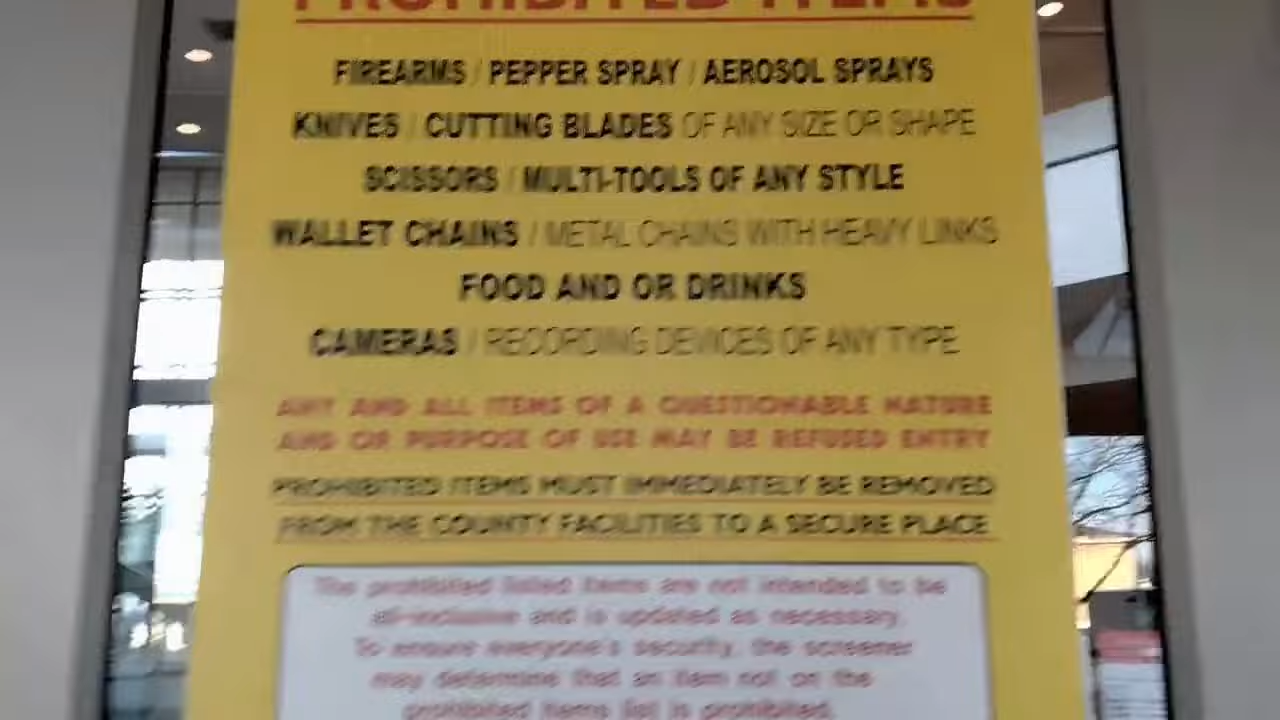 PROHIBITED ITEMS
FIREARMS / PEPPER SPRAY / AEROSOL SPRAYS
KNIVES / CUTTING BLADES OF ANY SIZE OR SHAPE
SCISSORS / MULTI-TOOLS OF ANY STYLE
WALLET CHAINS / METAL CHAINS WITH HEAVY LINKS
FOOD AND OR DRINKS
CAMERAS / RECORDING DEVICES OF ANY TYPE
ANY AND ALL ITEMS OF A QUESTIONABLE NATURE
AND OR PURPOSE OF USE MAY BE REFUSED ENTRY
PROHIBITED ITEMS MUST IMMEDIATELY BE REMOVED
FROM THE COUNTY FACILITIES TO A SECURE PLACE
The prohibited listed items are not intended to be
all-inclusive and is updated as necessary.
To ensure everyone's security, the screener
may determine that an item not on the
prohibited items list is prohibited.